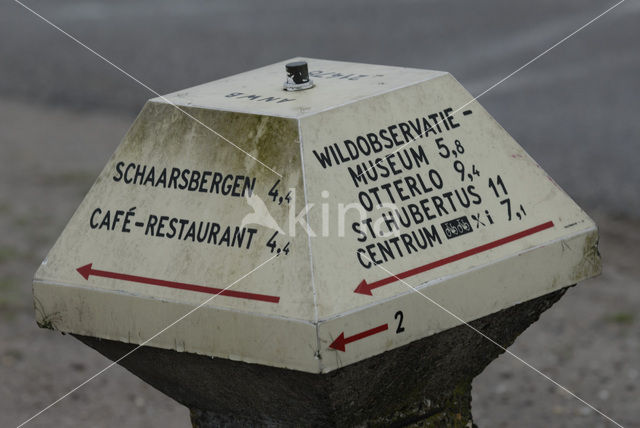 ANWB
SCHAARSBERGEN 4,4
CAFÉ-RESTAURANT 4,4
WILDOBSERVATIE-
MUSEUM 5,8
OTTERLO 9,4
ST. HUBERTUS 11
CENTRUM i 7,1
2
akina